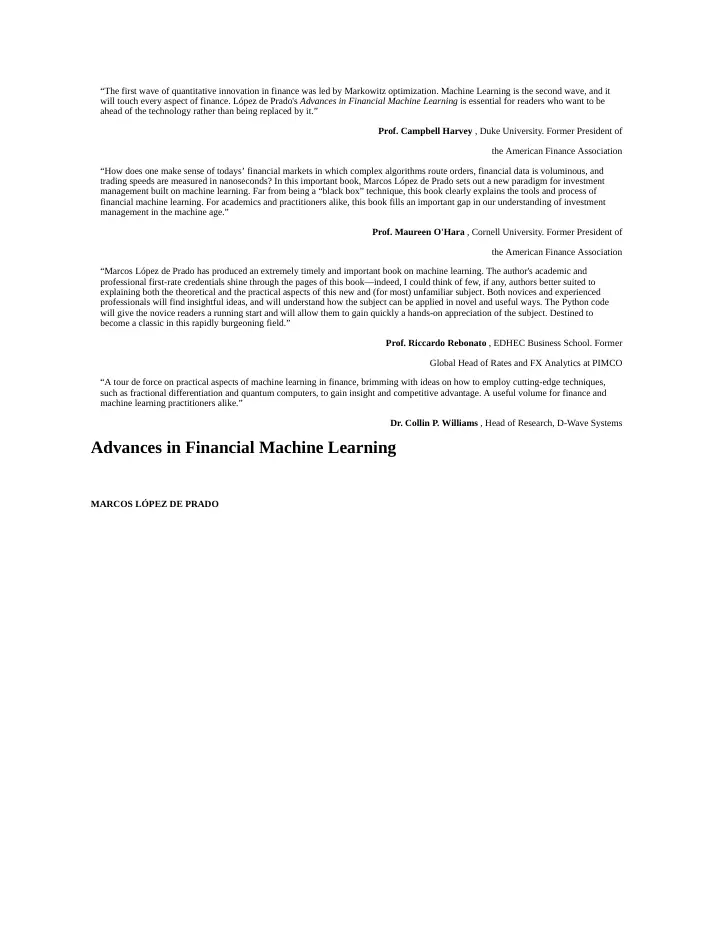 “The first wave of quantitative innovation in finance was led by Markowitz optimization. Machine Learning is the second wave, and it
will touch every aspect of finance. López de Prado's Advances in Financial Machine Learning is essential for readers who want to be
ahead of the technology rather than being replaced by it.”
Prof. Campbell Harvey , Duke University. Former President of
the American Finance Association
“How does one make sense of todays’ financial markets in which complex algorithms route orders, financial data is voluminous, and
trading speeds are measured in nanoseconds? In this important book, Marcos López de Prado sets out a new paradigm for investment
management built on machine learning. Far from being a “black box” technique, this book clearly explains the tools and process of
financial machine learning. For academics and practitioners alike, this book fills an important gap in our understanding of investment
management in the machine age.”
Prof. Maureen O'Hara , Cornell University. Former President of
the American Finance Association
“Marcos López de Prado has produced an extremely timely and important book on machine learning. The author's academic and
professional first-rate credentials shine through the pages of this book—indeed, I could think of few, if any, authors better suited to
explaining both the theoretical and the practical aspects of this new and (for most) unfamiliar subject. Both novices and experienced
professionals will find insightful ideas, and will understand how the subject can be applied in novel and useful ways. The Python code
will give the novice readers a running start and will allow them to gain quickly a hands-on appreciation of the subject. Destined to
become a classic in this rapidly burgeoning field.”
Prof. Riccardo Rebonato , EDHEC Business School. Former
Global Head of Rates and FX Analytics at PIMCO
“A tour de force on practical aspects of machine learning in finance, brimming with ideas on how to employ cutting-edge techniques,
such as fractional differentiation and quantum computers, to gain insight and competitive advantage. A useful volume for finance and
machine learning practitioners alike.”
Dr. Collin P. Williams , Head of Research, D-Wave Systems
Advances in Financial Machine Learning
MARCOS LÓPEZ DE PRADO